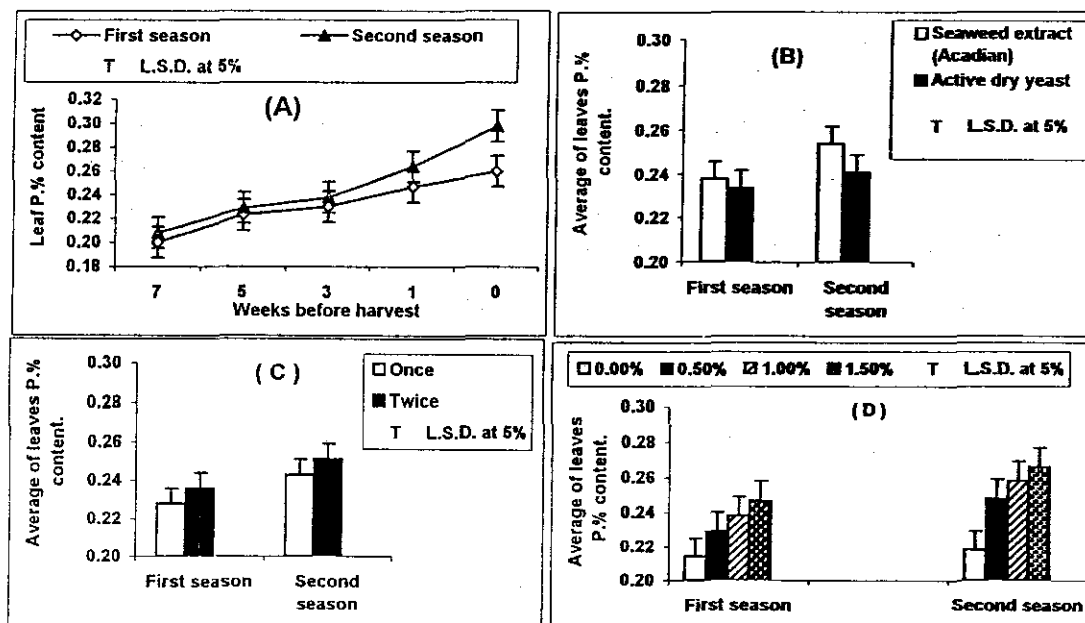 First season
Second season
T L.S.D. at 5%
(A)
Leaf P.% content
0.32
0.30
0.28
0.26
0.24
0.22
0.20
0.18
7 5 3 1 0
Weeks before harvest
(B)
Seaweed extract
(Acadian)
Active dry yeast
T L.S.D. at 5%
Average of leaves P.%
content.
0.30
0.28
0.26
0.24
0.22
0.20
First season Second
season
( C )
Once
Twice
T L.S.D. at 5%
Average of leaves P.%
content.
0.30
0.28
0.26
0.24
0.22
0.20
First season Second
season
0.00% 0.50% 1.00% 1.50% T L.S.D. at 5%
( D )
Average of leaves
P.% content.
0.30
0.28
0.26
0.24
0.22
0.20
First season Second season